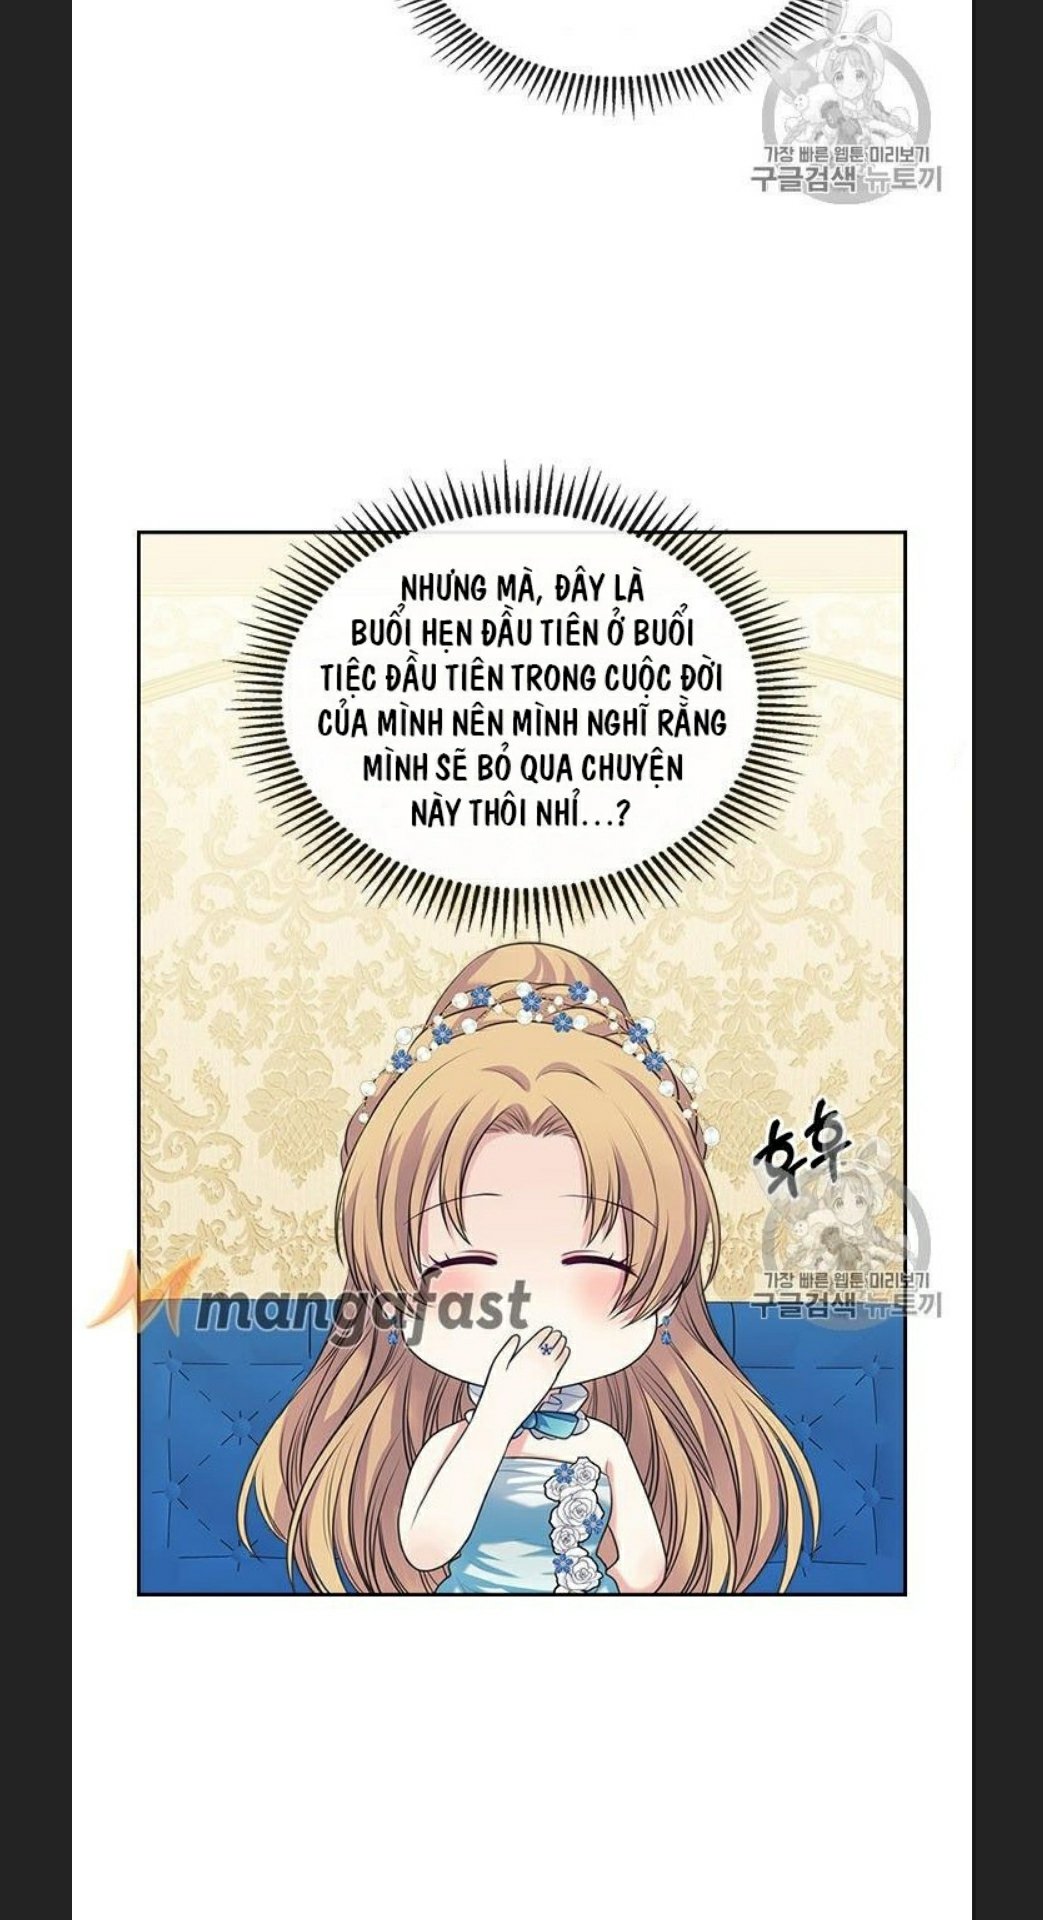 가장 빠른 웹툰 미리보기
구글검색 뉴토끼
NHƯNG MÀ, ĐÂY LÀ
BUỔI HẸN ĐẦU TIÊN Ở BUỔI
TIỆC ĐẦU TIÊN TRONG CUỘC ĐỜI
CỦA MÌNH NÊN MÌNH NGHĨ RẰNG
MÌNH SẼ BỎ QUA CHUYỆN
NÀY THÔI NHỈ...?
후후
가장 빠른 웹툰 미리보기
구글검색 뉴토끼
mangafast